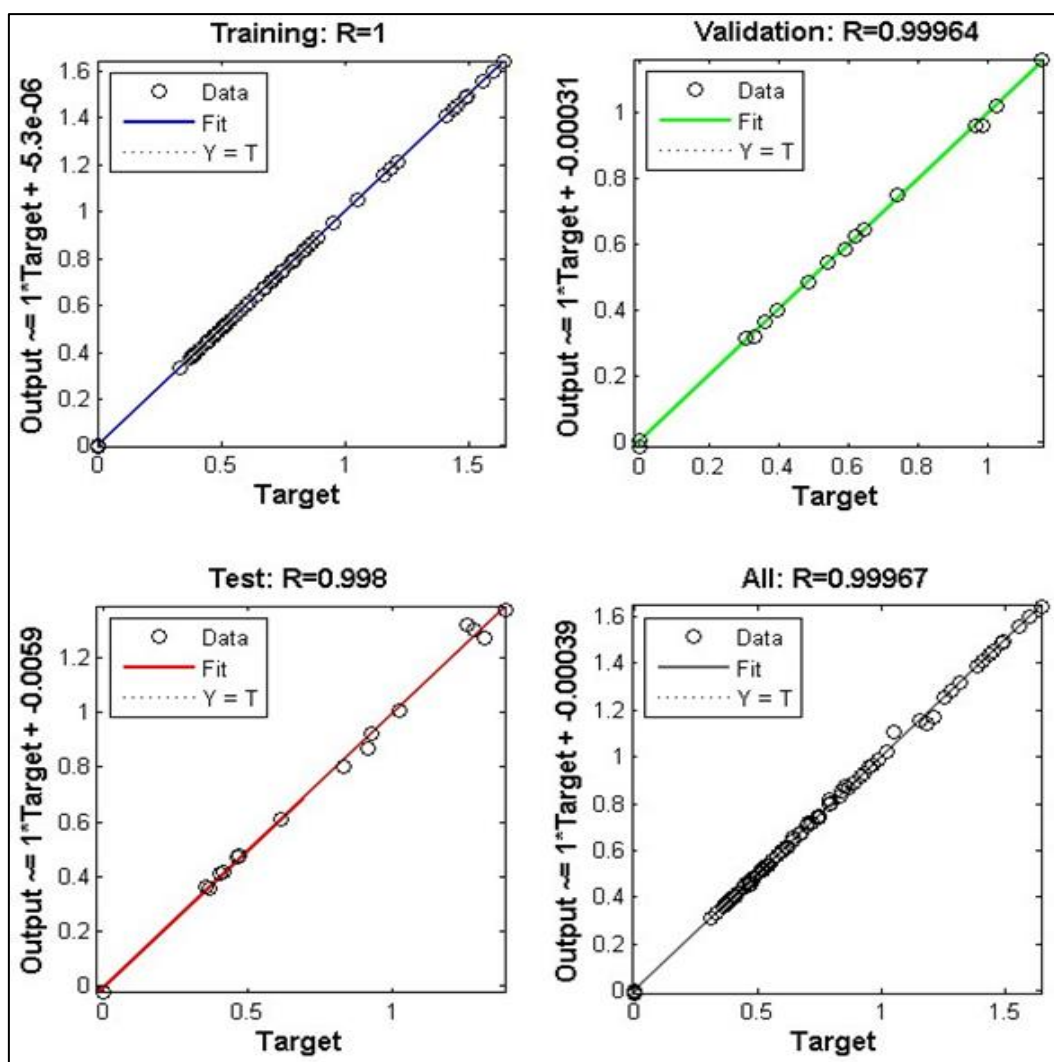 Training: R=1
Output ~= 1*Target + -5.3e-06
Data
Fit
Y = T
1.6
1.4
1.2
1
0.8
0.6
0.4
0.2
0
0
0.5
1
1.5
Target
Validation: R=0.99964
Output ~= 1*Target + -0.00031
Data
Fit
Y = T
1
0.8
0.6
0.4
0.2
0
0
0.2
0.4
0.6
0.8
1
Target
Test: R=0.998
Output ~= 1*Target + -0.0059
Data
Fit
Y = T
1.2
1
0.8
0.6
0.4
0.2
0
0
0.5
1
Target
All: R=0.99967
Output ~= 1*Target + -0.00039
Data
Fit
Y = T
1.6
1.4
1.2
1
0.8
0.6
0.4
0.2
0
0
0.5
1
1.5
Target